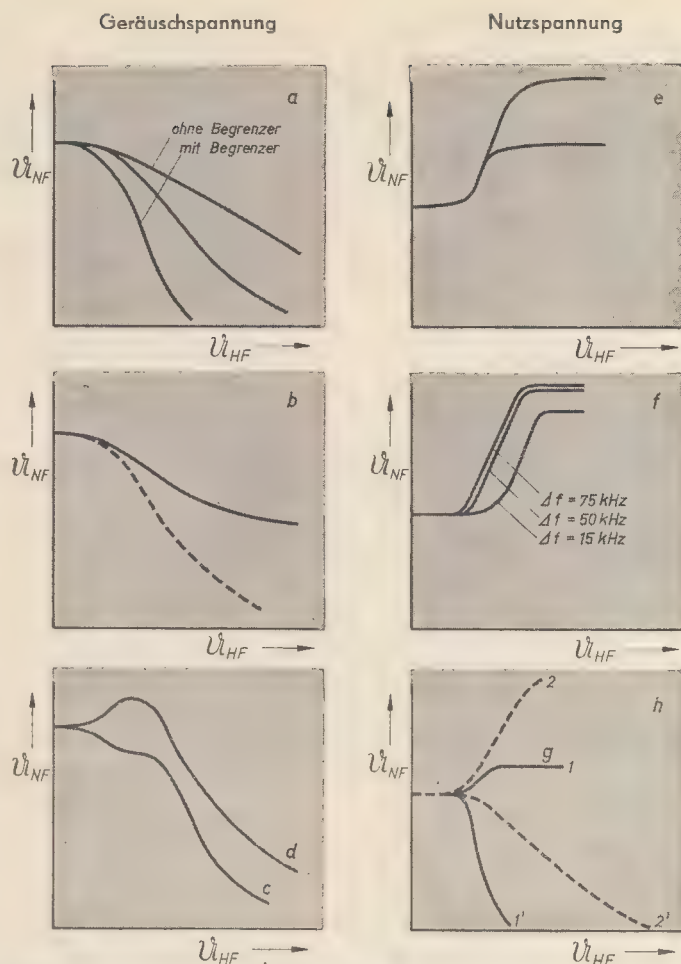 Geräuschspannung
Nutzspannung
a
ohne Begrenzer
mit Begrenzer
𝔘NF
𝔘HF
e
𝔘NF
𝔘HF
b
𝔘NF
𝔘HF
f
Δf = 75 kHz
Δf = 50 kHz
Δf = 15 kHz
𝔘NF
𝔘HF
d
c
𝔘NF
𝔘HF
h
2
g 1
1'
2'
𝔘NF
𝔘HF